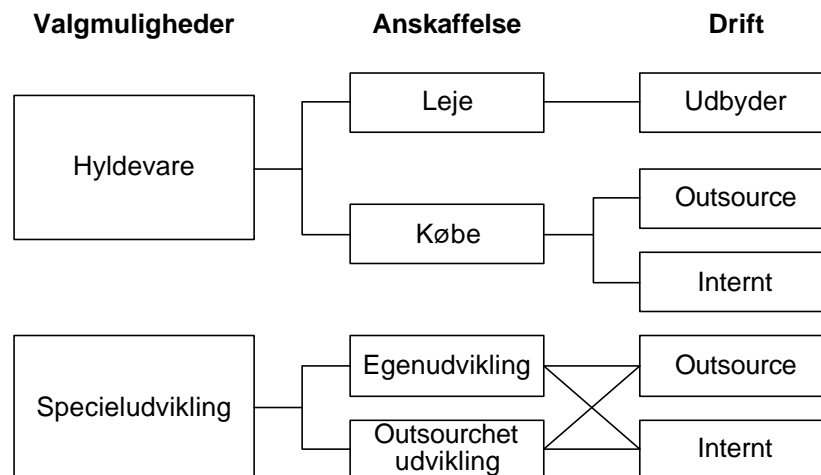 Valgmuligheder Anskaffelse Drift
Leje Udbyder
Hyldevare
Outsource
Købe
Internt
Egenudvikling Outsource
Specieludvikling
Outsourchet
udvikling
Internt